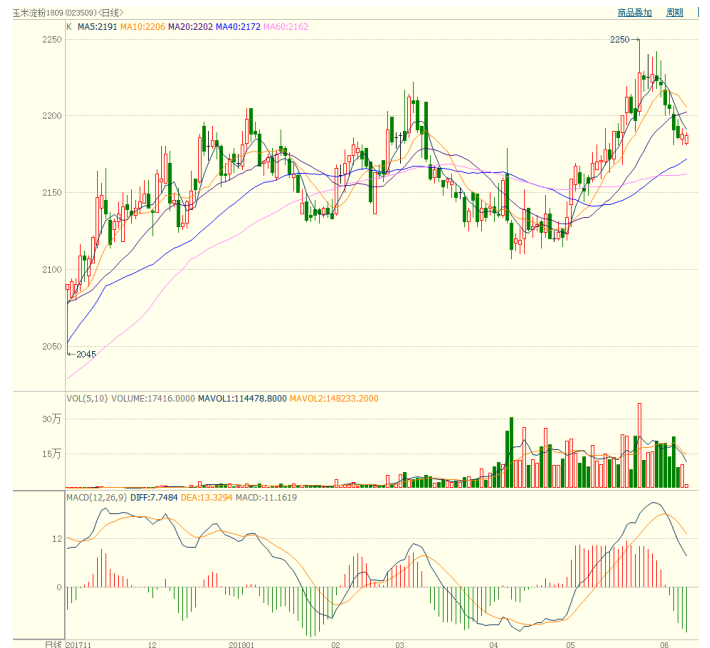 玉米淀粉1809 (023509)<日线> 商品叠加 周期
K MA5:2191 MA10:2206 MA20:2202 MA40:2172 MA60:2162
2250
2250
2200
2150
2100
2050
2045
VOL(5,10) VOLUME:17416.0000 MAVOL1:114478.8000 MAVOL2:148233.2000
30万
15万
MACD(12,26,9) DIFF:7.7484 DEA:13.3294 MACD:-11.1619
12
0
日线 201711 12 201801 02 03 04 05 06